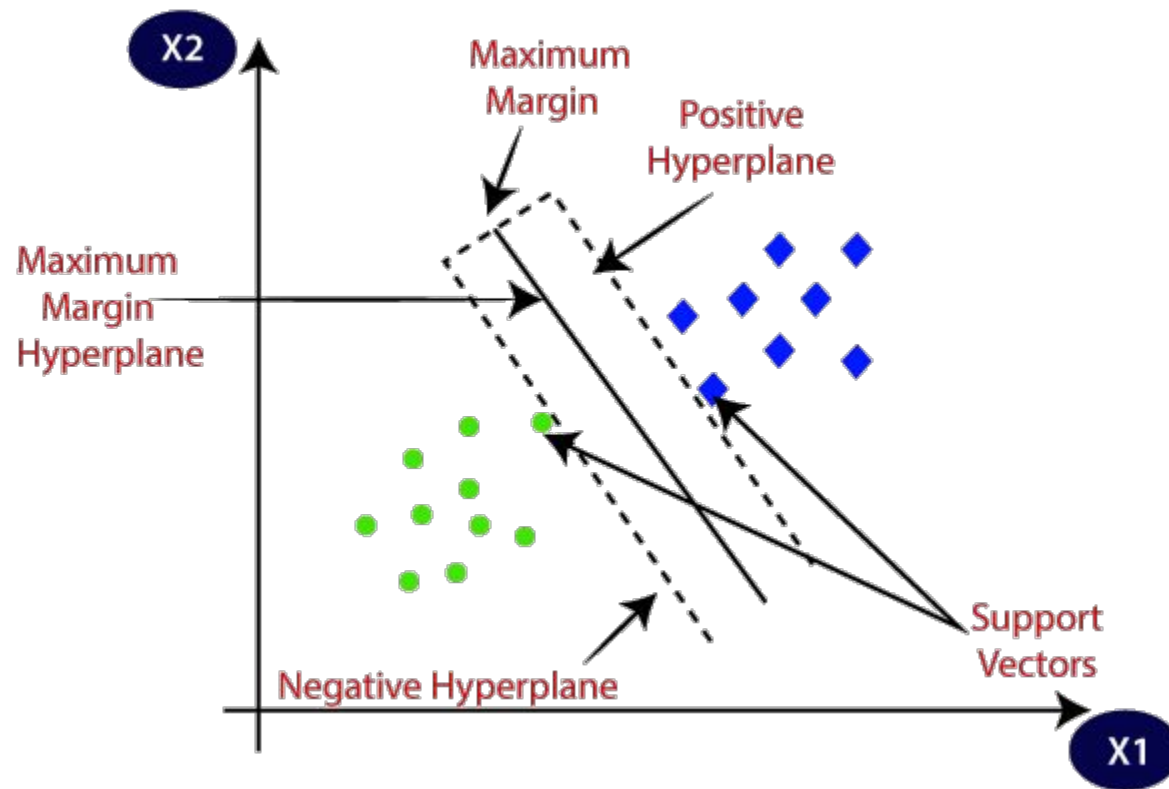 X2
Maximum
Margin
Positive
Hyperplane
Maximum
Margin
Hyperplane
Support
Vectors
Negative Hyperplane
X1